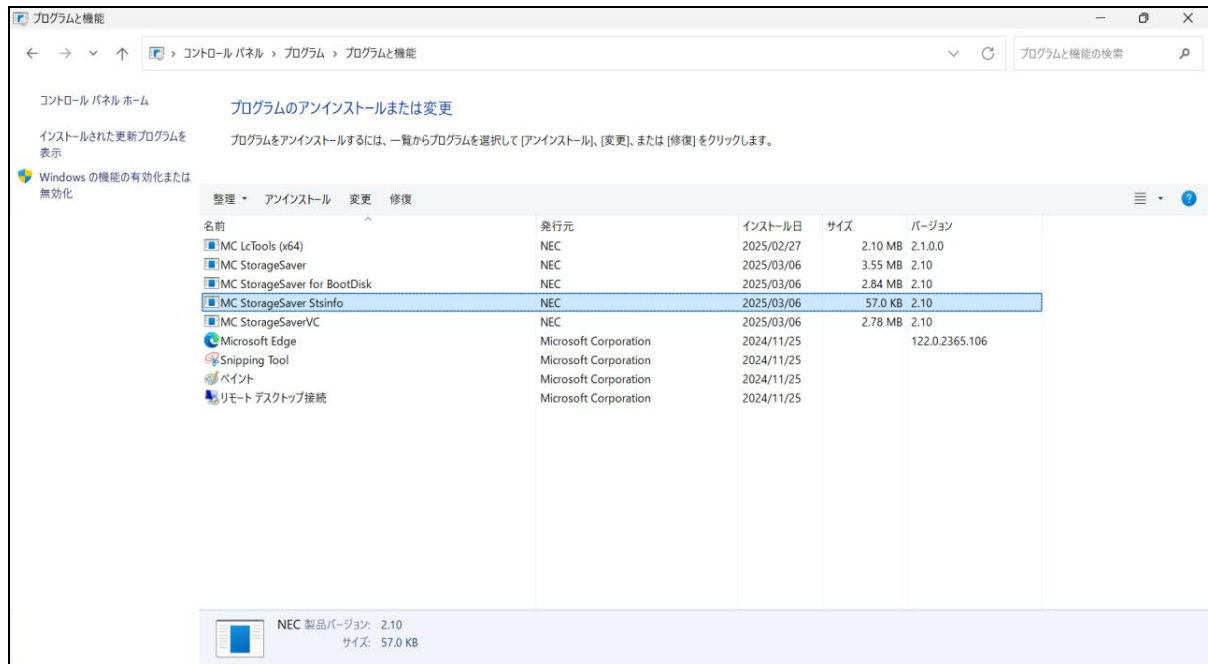 プログラムと機能
コントロール パネル › プログラム › プログラムと機能
プログラムと機能の検索
コントロール パネル ホーム
インストールされた更新プログラムを
表示
Windows の機能の有効化または
無効化
プログラムのアンインストールまたは変更
プログラムをアンインストールするには、一覧からプログラムを選択して [アンインストール]、[変更]、または [修復] をクリックします。
整理 アンインストール 変更 修復
名前 発行元 インストール日 サイズ バージョン
MC LcTools (x64) NEC 2025/02/27 2.10 MB 2.1.0.0
MC StorageSaver NEC 2025/03/06 3.55 MB 2.10
MC StorageSaver for BootDisk NEC 2025/03/06 2.84 MB 2.10
MC StorageSaver Stsinfo NEC 2025/03/06 57.0 KB 2.10
MC StorageSaverVC NEC 2025/03/06 2.78 MB 2.10
Microsoft Edge Microsoft Corporation 2024/11/25 122.0.2365.106
Snipping Tool Microsoft Corporation 2024/11/25
ペイント Microsoft Corporation 2024/11/25
リモート デスクトップ接続 Microsoft Corporation 2024/11/25
NEC 製品バージョン: 2.10
サイズ: 57.0 KB